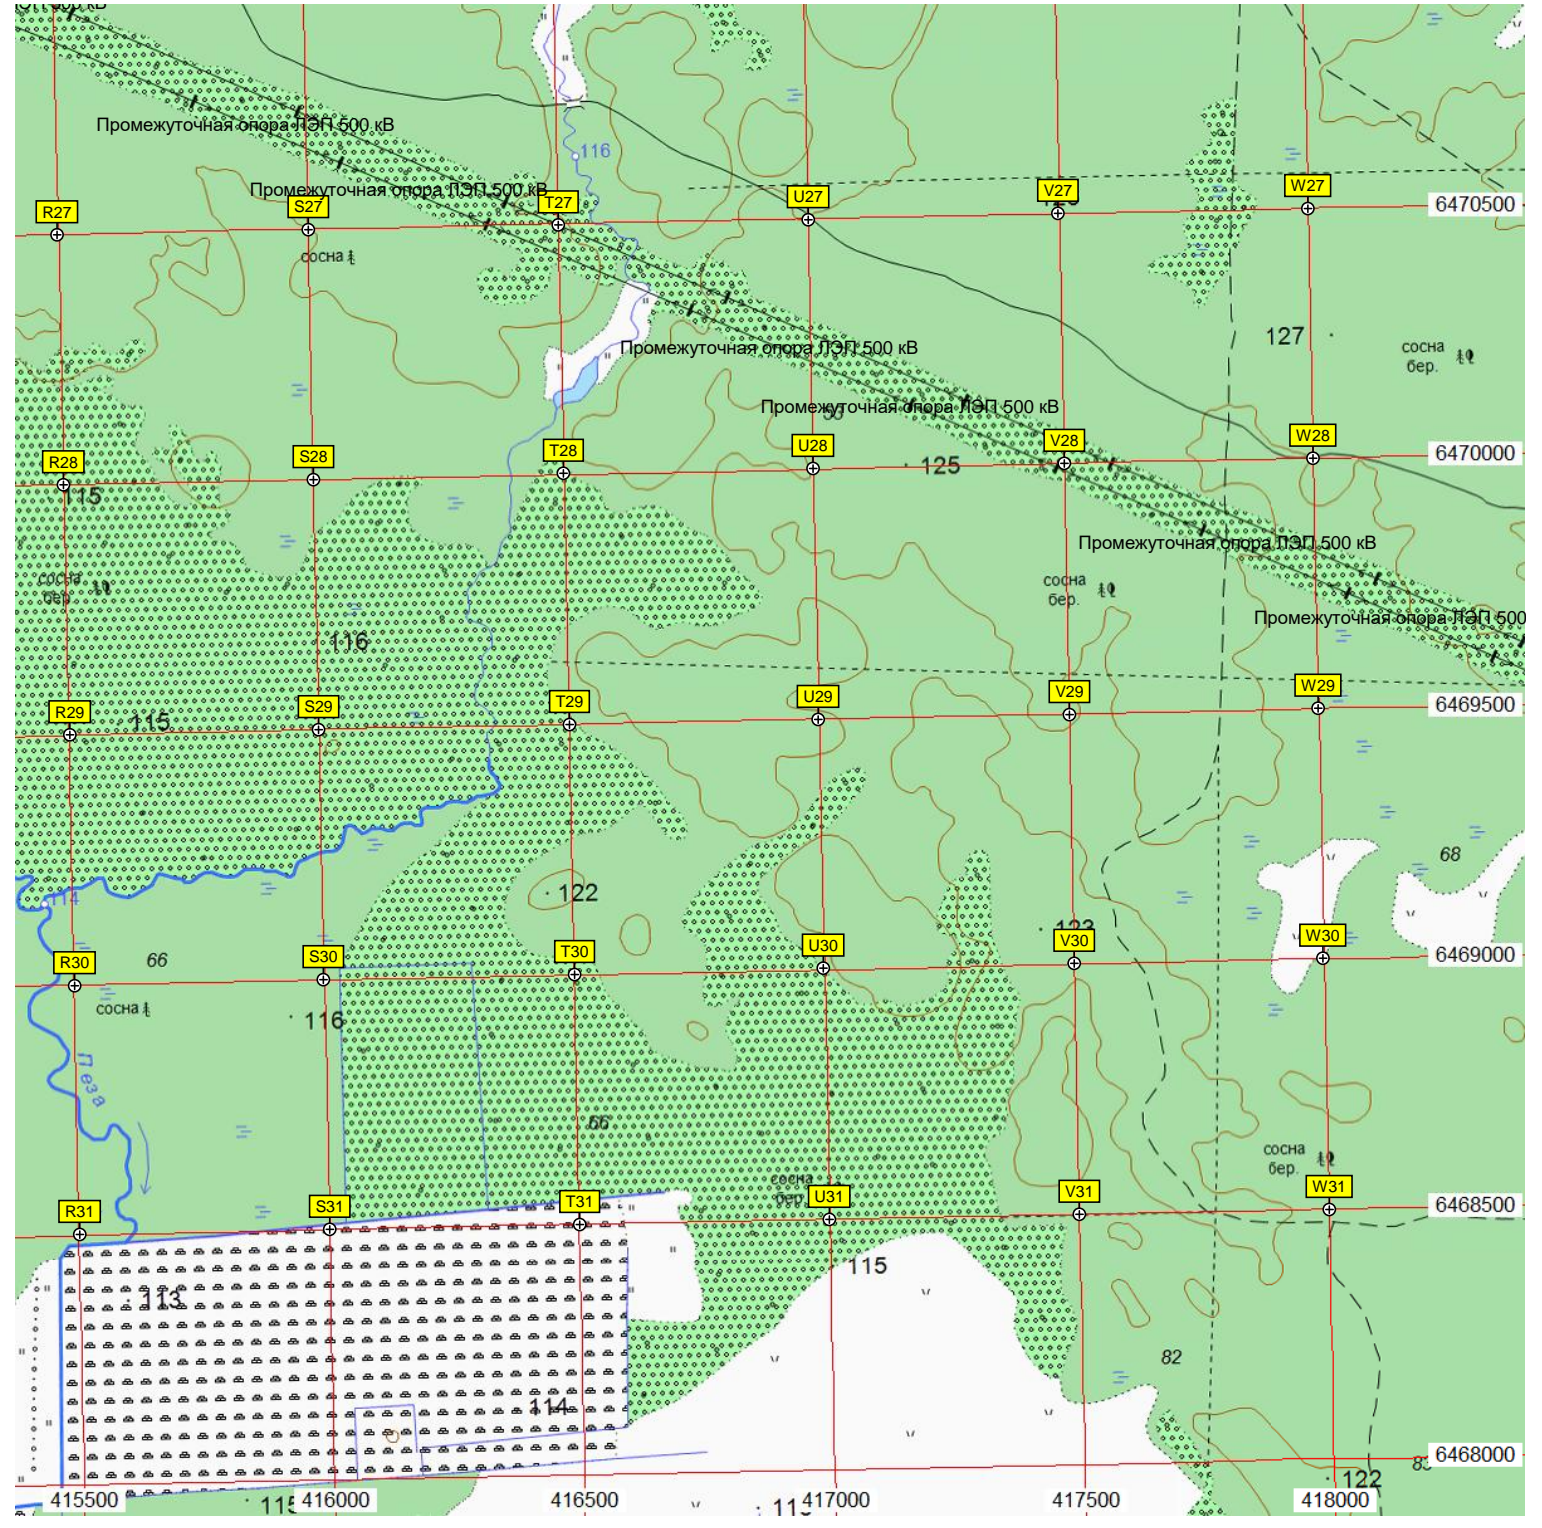 Промежуточная опора ЛЭП 500 кВ
116
Промежуточная опора ЛЭП 500 кВ
R27
S27
T27
U27
V27
W27
6470500
сосна
127
Промежуточная опора ЛЭП 500 кВ
сосна
бер.
Промежуточная опора ЛЭП 500 кВ
R28
S28
T28
U28
V28
W28
6470000
125
115
Промежуточная опора ЛЭП 500 кВ
сосна
бер.
сосна
бер.
Промежуточная опора ЛЭП 500
116
R29
S29
T29
U29
V29
W29
6469500
115
68
122
114
123
R30
S30
T30
U30
V30
W30
6469000
66
сосна
116
Пеза
66
сосна
бер.
сосна
бер.
R31
S31
T31
U31
V31
W31
6468500
115
113
82
114
6468000
122
115
415500
416000
416500
417000
417500
418000